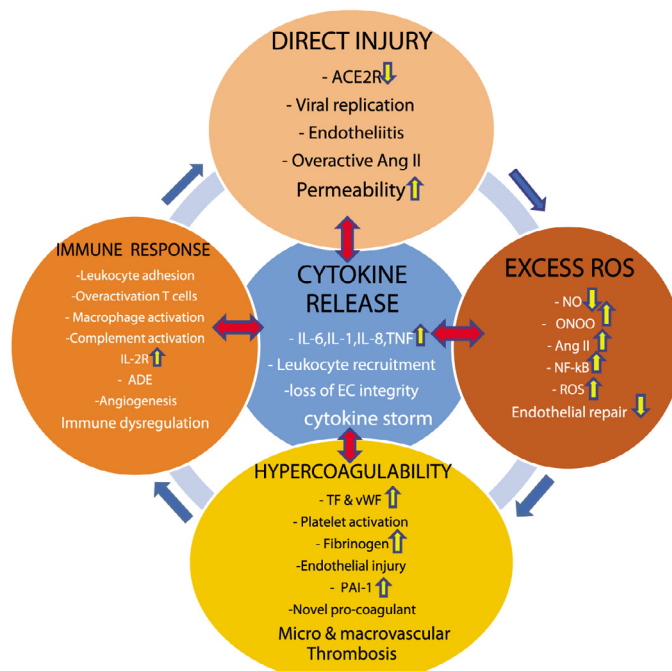 DIRECT INJURY
- ACE2R
- Viral replication
- Endotheliitis
- Overactive Ang II
Permeability
IMMUNE RESPONSE
-Leukocyte adhesion
-Overactivation T cells
- Macrophage activation
-Complement activation
IL-2R
- ADE
-Angiogenesis
Immune dysregulation
CYTOKINE
RELEASE
- IL-6,IL-1,IL-8,TNF
- Leukocyte recruitment
-loss of EC integrity
cytokine storm
EXCESS ROS
- NO
- ONOO
- Ang II
- NF-kB
- ROS
Endothelial repair
HYPERCOAGULABILITY
- TF & vWF
- Platelet activation
- Fibrinogen
-Endothelial injury
- PAI-1
-Novel pro-coagulant
Micro & macrovascular
Thrombosis